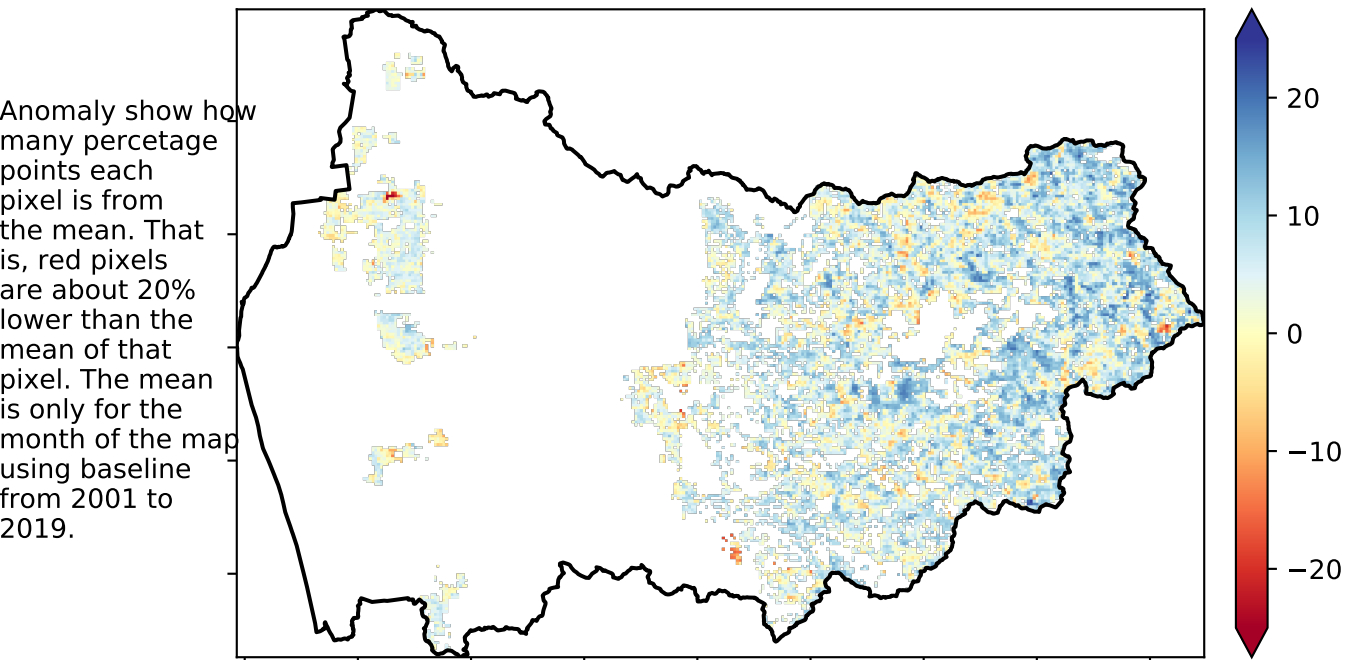 Anomaly show how
many percetage
points each
pixel is from
the mean. That
is, red pixels
are about 20%
lower than the
mean of that
pixel. The mean
is only for the
month of the map
using baseline
from 2001 to
2019.
20
10
0
−10
−20